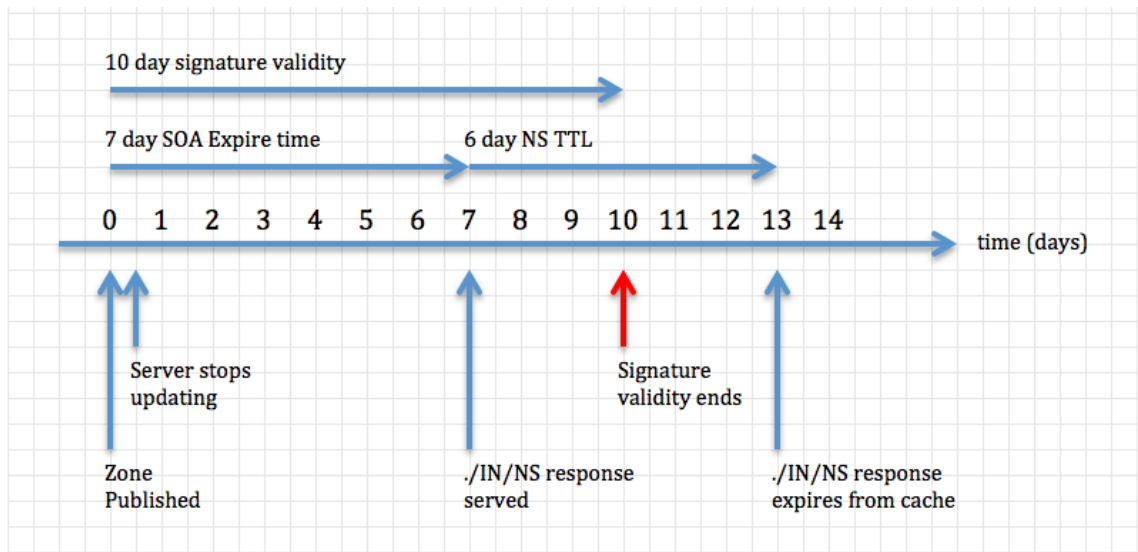 10 day signature validity
7 day SOA Expire time
6 day NS TTL
0 1 2 3 4 5 6 7 8 9 10 11 12 13 14
time (days)
Server stops
updating
Signature
validity ends
Zone
Published
./IN/NS response
served
./IN/NS response
expires from cache